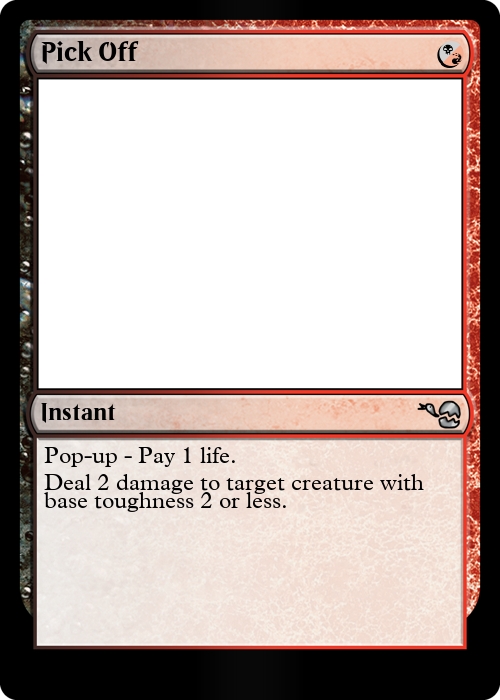 Pick Off
Instant
Pop-up - Pay 1 life.
Deal 2 damage to target creature with
base toughness 2 or less.